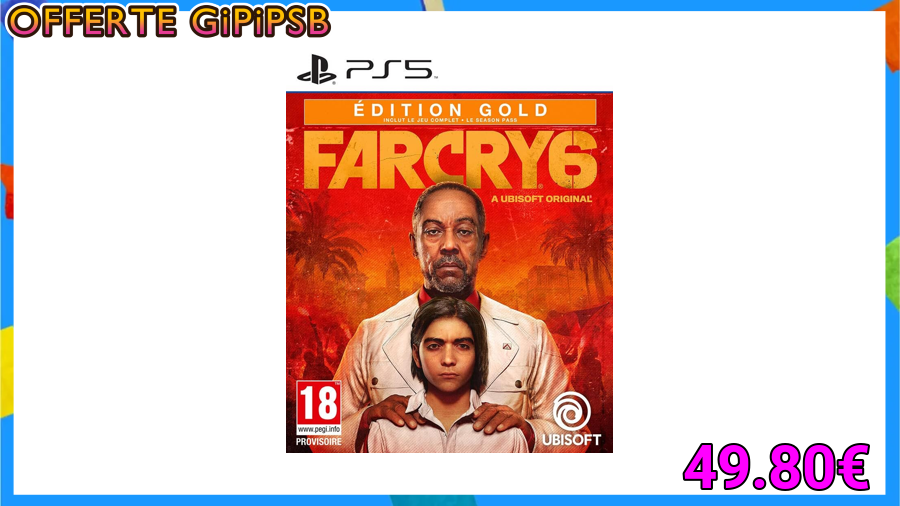 OFFERTE GiPiPSB
PS5
ÉDITION GOLD
INCLUT LE JEU COMPLET + LE SEASON PASS
FARCRY6
A UBISOFT ORIGINAL
18
www.pegi.info
PROVISOIRE
UBISOFT
49.80€